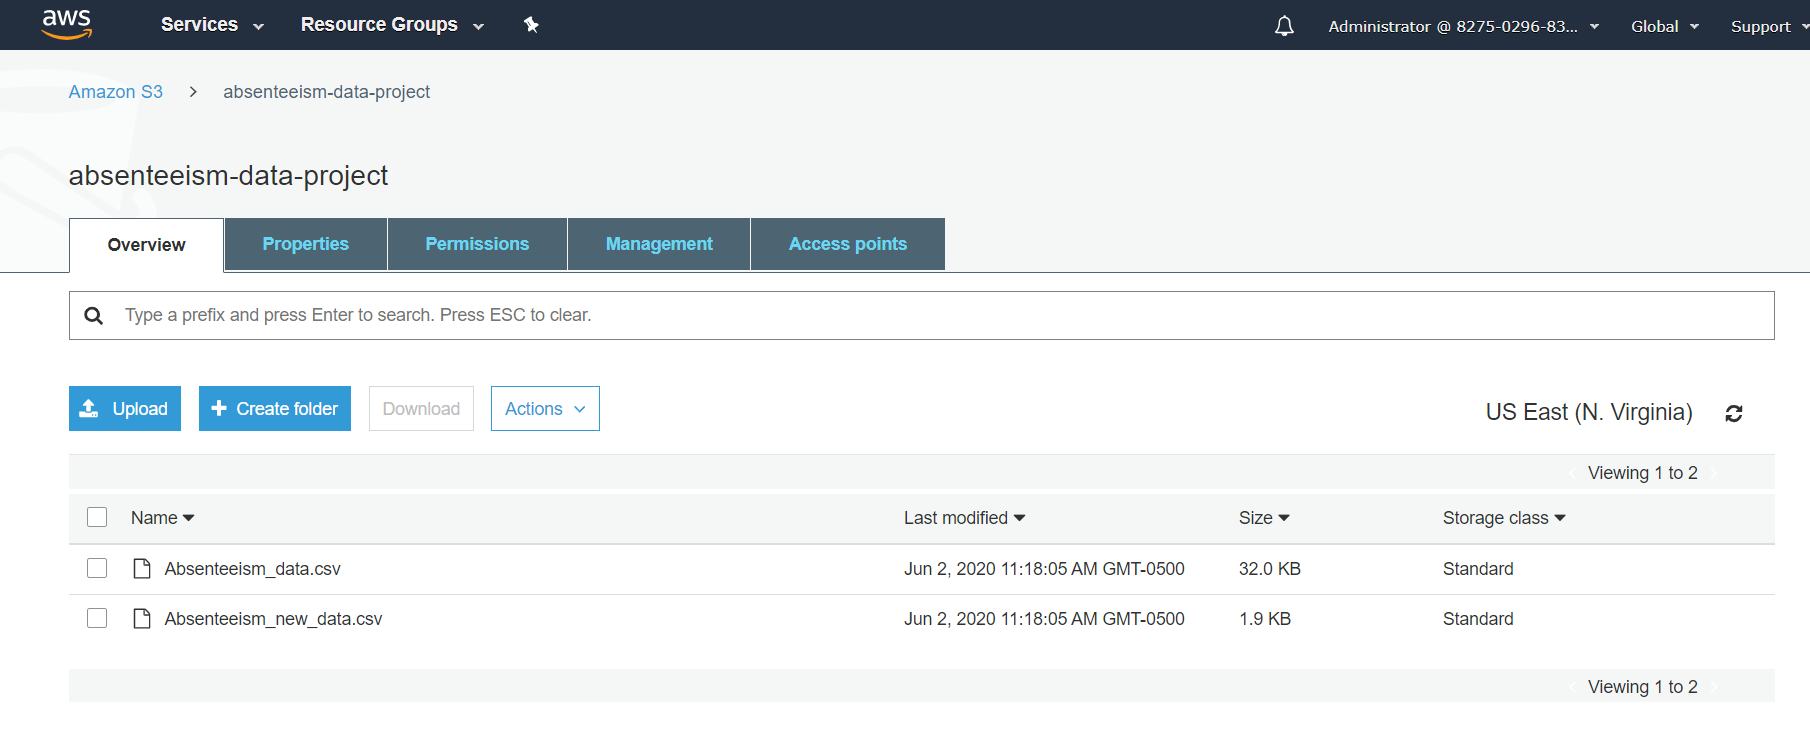 aws Services Resource Groups Administrator @ 8275-0296-83... Global Support
Amazon S3 > absenteeism-data-project
absenteeism-data-project
Overview Properties Permissions Management Access points
Type a prefix and press Enter to search. Press ESC to clear.
Upload + Create folder Download Actions US East (N. Virginia)
Viewing 1 to 2
Name Last modified Size Storage class
Absenteeism_data.csv Jun 2, 2020 11:18:05 AM GMT-0500 32.0 KB Standard
Absenteeism_new_data.csv Jun 2, 2020 11:18:05 AM GMT-0500 1.9 KB Standard
Viewing 1 to 2